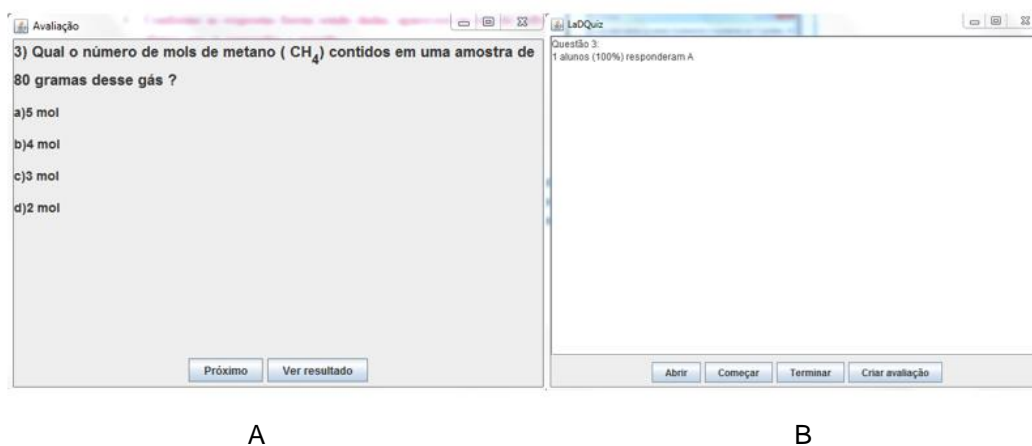 Avaliação
3) Qual o número de mols de metano ( CH4) contidos em uma amostra de
80 gramas desse gás ?
a)5 mol
b)4 mol
c)3 mol
d)2 mol
Próximo
Ver resultado
LaDQuiz
Questão 3:
1 alunos (100%) responderam A
Abrir
Começar
Terminar
Criar avaliação
A
B